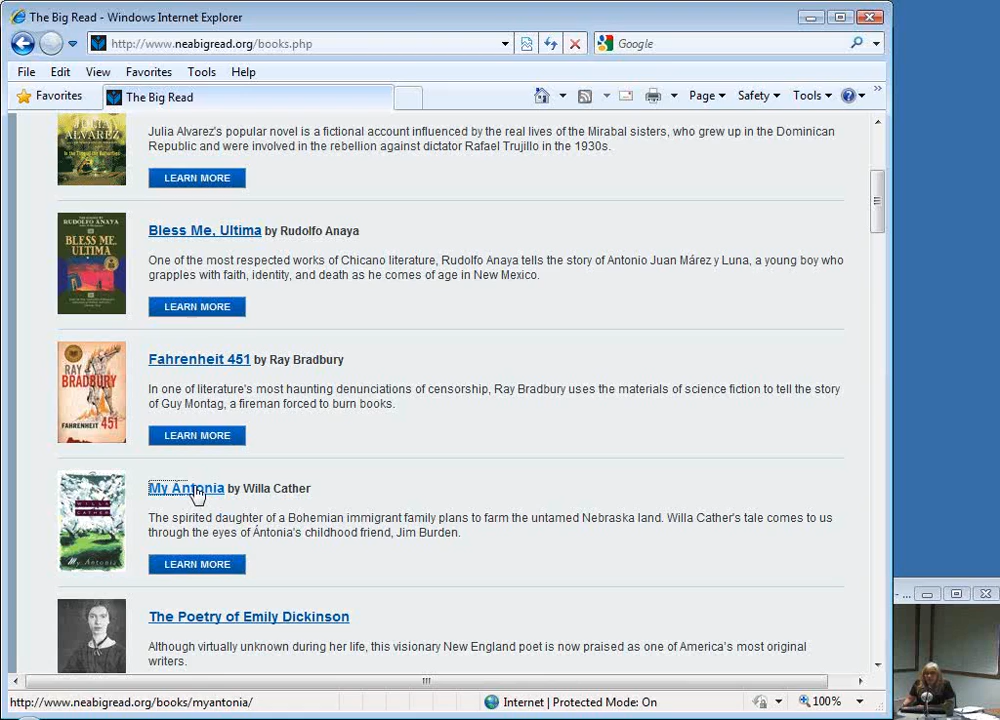 The Big Read - Windows Internet Explorer
http://www.neabigread.org/books.php
Google
File Edit View Favorites Tools Help
Favorites The Big Read Page Safety Tools
JULIA
ALVAREZ
Julia Alvarez's popular novel is a fictional account influenced by the real lives of the Mirabal sisters, who grew up in the Dominican
Republic and were involved in the rebellion against dictator Rafael Trujillo in the 1930s.
LEARN MORE
RUDOLFO ANAYA
BLESS ME,
ULTIMA
Bless Me, Ultima by Rudolfo Anaya
One of the most respected works of Chicano literature, Rudolfo Anaya tells the story of Antonio Juan Márez y Luna, a young boy who
grapples with faith, identity, and death as he comes of age in New Mexico.
LEARN MORE
RAY
BRADBURY
FAHRENHEIT 451
Fahrenheit 451 by Ray Bradbury
In one of literature's most haunting denunciations of censorship, Ray Bradbury uses the materials of science fiction to tell the story
of Guy Montag, a fireman forced to burn books.
LEARN MORE
WILLA
CATHER
My Antonia
My Antonia by Willa Cather
The spirited daughter of a Bohemian immigrant family plans to farm the untamed Nebraska land. Willa Cather's tale comes to us
through the eyes of Ántonia's childhood friend, Jim Burden.
LEARN MORE
The Poetry of Emily Dickinson
Although virtually unknown during her life, this visionary New England poet is now praised as one of America's most original
writers.
- ...
http://www.neabigread.org/books/myantonia/ Internet | Protected Mode: On 100%